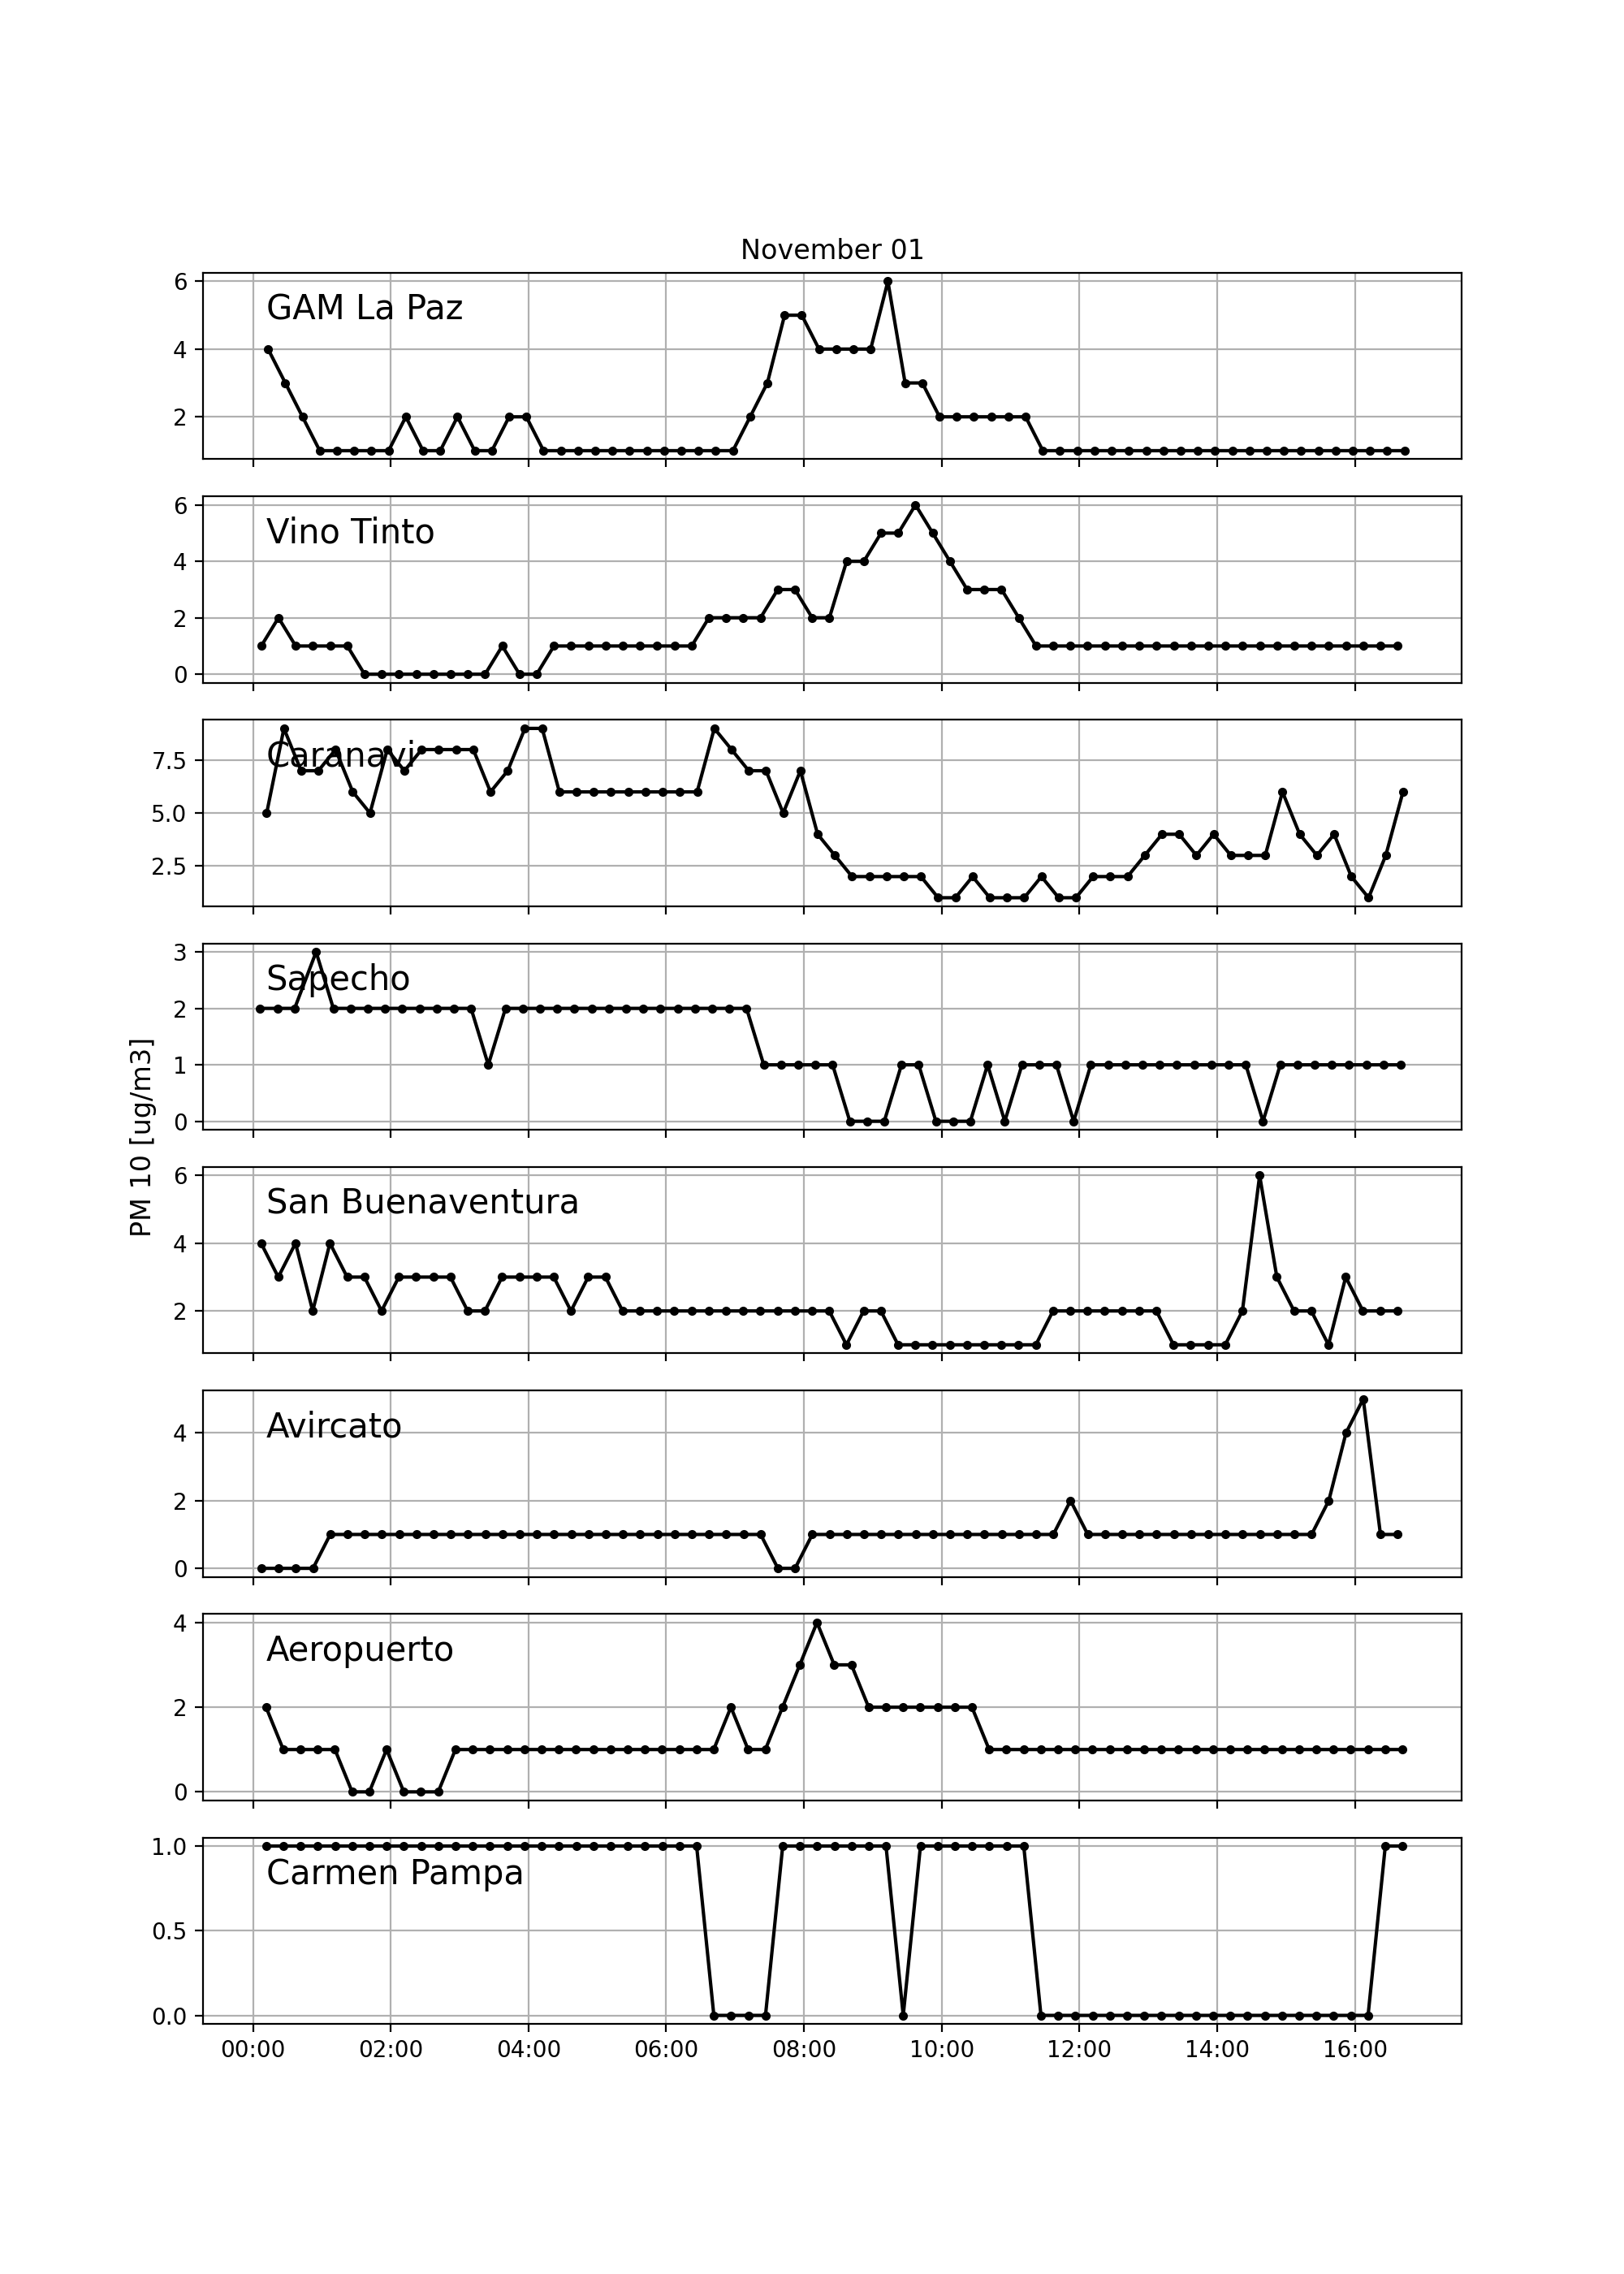 November 01
6
GAM La Paz
4
2
6
Vino Tinto
4
2
0
Caranavi
7.5
5.0
2.5
3
Sapecho
2
1
0
PM 10 [ug/m3]
6
San Buenaventura
4
2
Avircato
4
2
0
4
Aeropuerto
2
0
1.0
Carmen Pampa
0.5
0.0
00:00 02:00 04:00 06:00 08:00 10:00 12:00 14:00 16:00